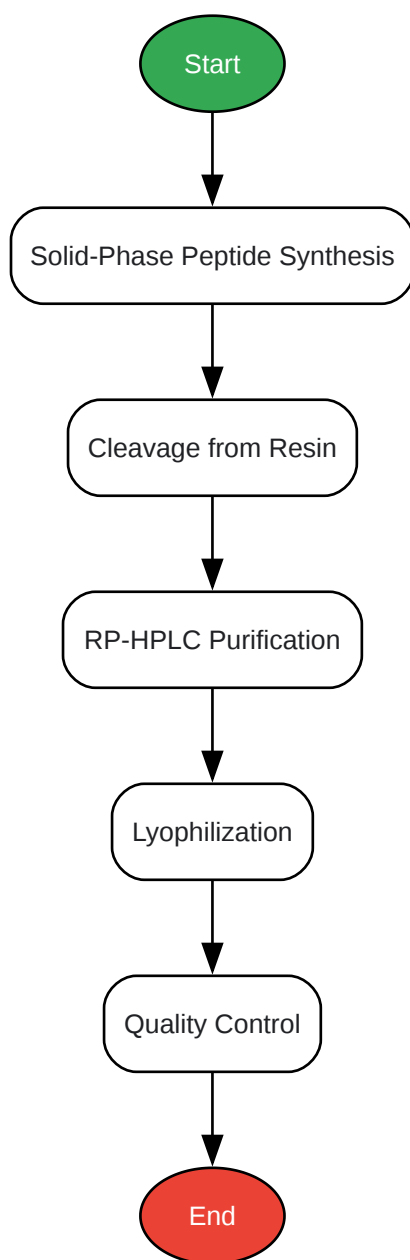 Start
Solid-Phase Peptide Synthesis
Cleavage from Resin
RP-HPLC Purification
Lyophilization
Quality Control
End